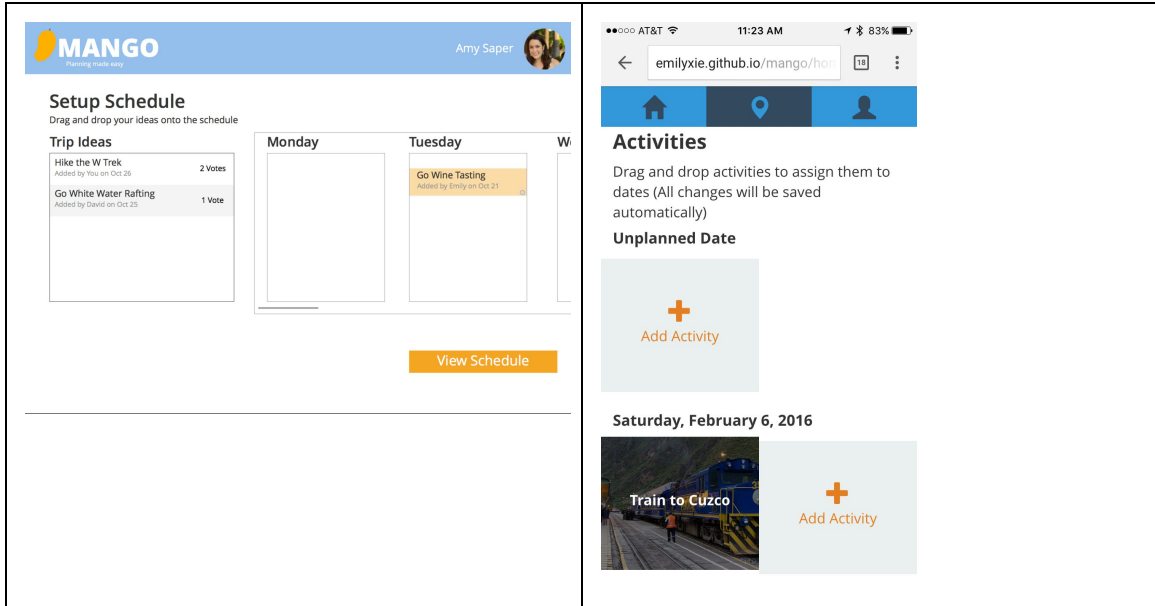 MANGO
Planning made easy
Amy Saper
Setup Schedule
Drag and drop your ideas onto the schedule
Trip Ideas
Hike the W Trek
Added by You on Oct 26
2 Votes
Go White Water Rafting
Added by David on Oct 25
1 Vote
Monday
Tuesday
Go Wine Tasting
Added by Emily on Oct 21
W
View Schedule
AT&T
11:23 AM
83%
emilyxie.github.io/mango/hom
18
Activities
Drag and drop activities to assign them to
dates (All changes will be saved
automatically)
Unplanned Date
Add Activity
Saturday, February 6, 2016
Train to Cuzco
Add Activity